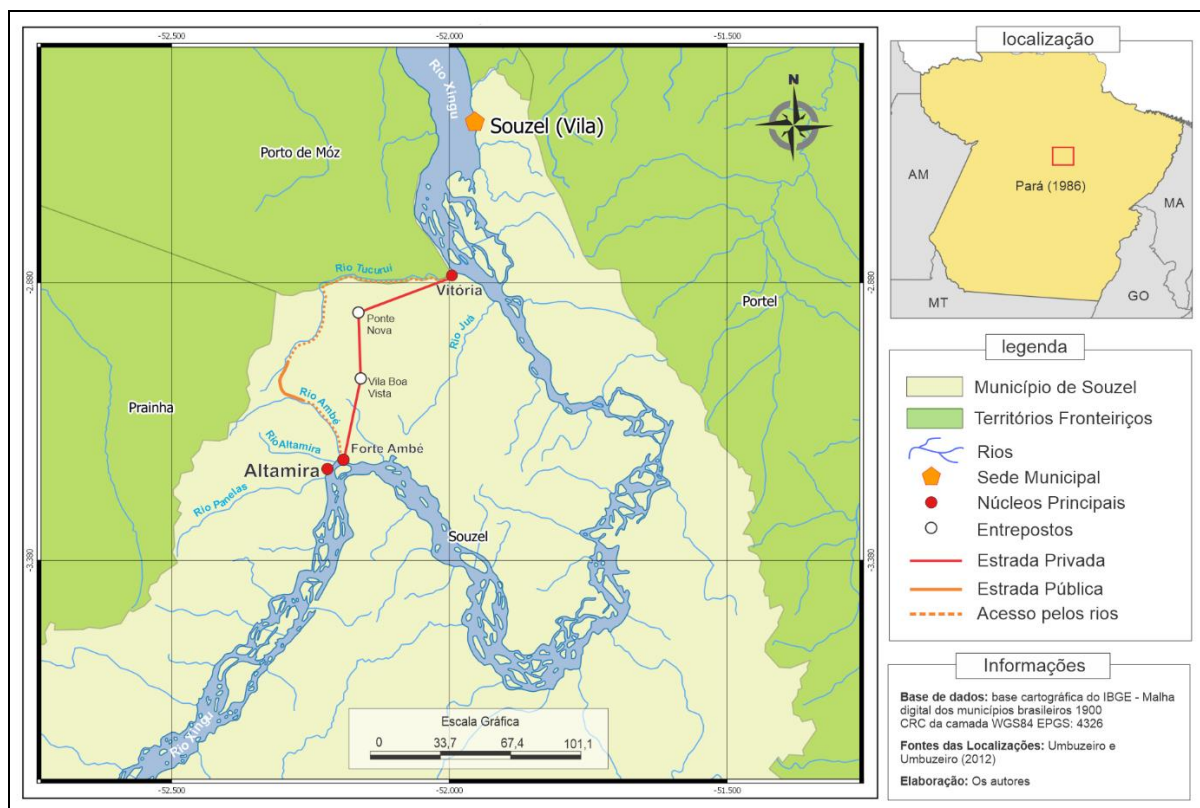 -52.500
-52.000
-51.500
Rio Xingu
N
Souzel (Vila)
Porto de Móz
Rio Tucurui
-2.880
-2.880
Vitória
Portel
Ponte
Nova
Rio Juá
Vila Boa
Vista
Prainha
Rio Ambé
Rio Altamira
Forte Ambé
Altamira
Rio Panelas
Souzel
-3.380
-3.380
Rio Xingu
Escala Gráfica
0 33,7 67,4 101,1
-52.500
-52.000
-51.500
localização
AM
Pará (1986)
MA
MT
GO
legenda
Município de Souzel
Territórios Fronteiriços
Rios
Sede Municipal
Núcleos Principais
Entrepostos
Estrada Privada
Estrada Pública
Acesso pelos rios
Informações
Base de dados: base cartográfica do IBGE - Malha
digital dos municípios brasileiros 1900
CRC da camada WGS84 EPGS: 4326
Fontes das Localizações: Umbuzeiro e
Umbuzeiro (2012)
Elaboração: Os autores